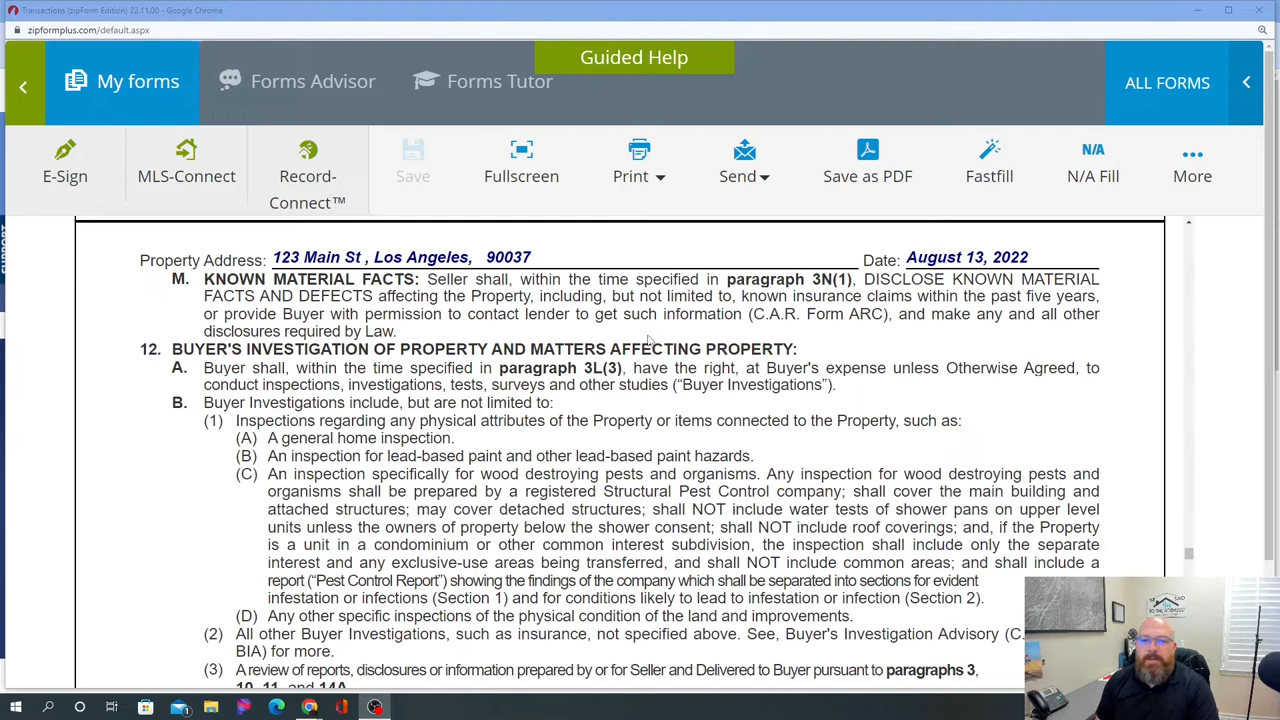 Transactions (zipForm Edition) 22.11.00 - Google Chrome
zipformplus.com/default.aspx
Guided Help
My forms
Forms Advisor
Forms Tutor
ALL FORMS
E-Sign
MLS-Connect
Record-
Connect™
Save
Fullscreen
Print
Send
Save as PDF
N/A
Fastfill
N/A Fill
More
SUPPORT
Property Address: 123 Main St , Los Angeles, 90037 Date: August 13, 2022
M. KNOWN MATERIAL FACTS: Seller shall, within the time specified in paragraph 3N(1), DISCLOSE KNOWN MATERIAL
FACTS AND DEFECTS affecting the Property, including, but not limited to, known insurance claims within the past five years,
or provide Buyer with permission to contact lender to get such information (C.A.R. Form ARC), and make any and all other
disclosures required by Law.
12. BUYER'S INVESTIGATION OF PROPERTY AND MATTERS AFFECTING PROPERTY:
A. Buyer shall, within the time specified in paragraph 3L(3), have the right, at Buyer's expense unless Otherwise Agreed, to
conduct inspections, investigations, tests, surveys and other studies ("Buyer Investigations").
B. Buyer Investigations include, but are not limited to:
(1) Inspections regarding any physical attributes of the Property or items connected to the Property, such as:
(A) A general home inspection.
(B) An inspection for lead-based paint and other lead-based paint hazards.
(C) An inspection specifically for wood destroying pests and organisms. Any inspection for wood destroying pests and
organisms shall be prepared by a registered Structural Pest Control company; shall cover the main building and
attached structures; may cover detached structures; shall NOT include water tests of shower pans on upper level
units unless the owners of property below the shower consent; shall NOT include roof coverings; and, if the Property
is a unit in a condominium or other common interest subdivision, the inspection shall include only the separate
interest and any exclusive-use areas being transferred, and shall NOT include common areas; and shall include a
report ("Pest Control Report") showing the findings of the company which shall be separated into sections for evident
infestation or infections (Section 1) and for conditions likely to lead to infestation or infection (Section 2).
(D) Any other specific inspections of the physical condition of the land and improvements.
(2) All other Buyer Investigations, such as insurance, not specified above. See, Buyer's Investigation Advisory (C.
BIA) for more.
(3) A review of reports, disclosures or information prepared by or for Seller and Delivered to Buyer pursuant to paragraphs 3,
10, 11, and 14A.